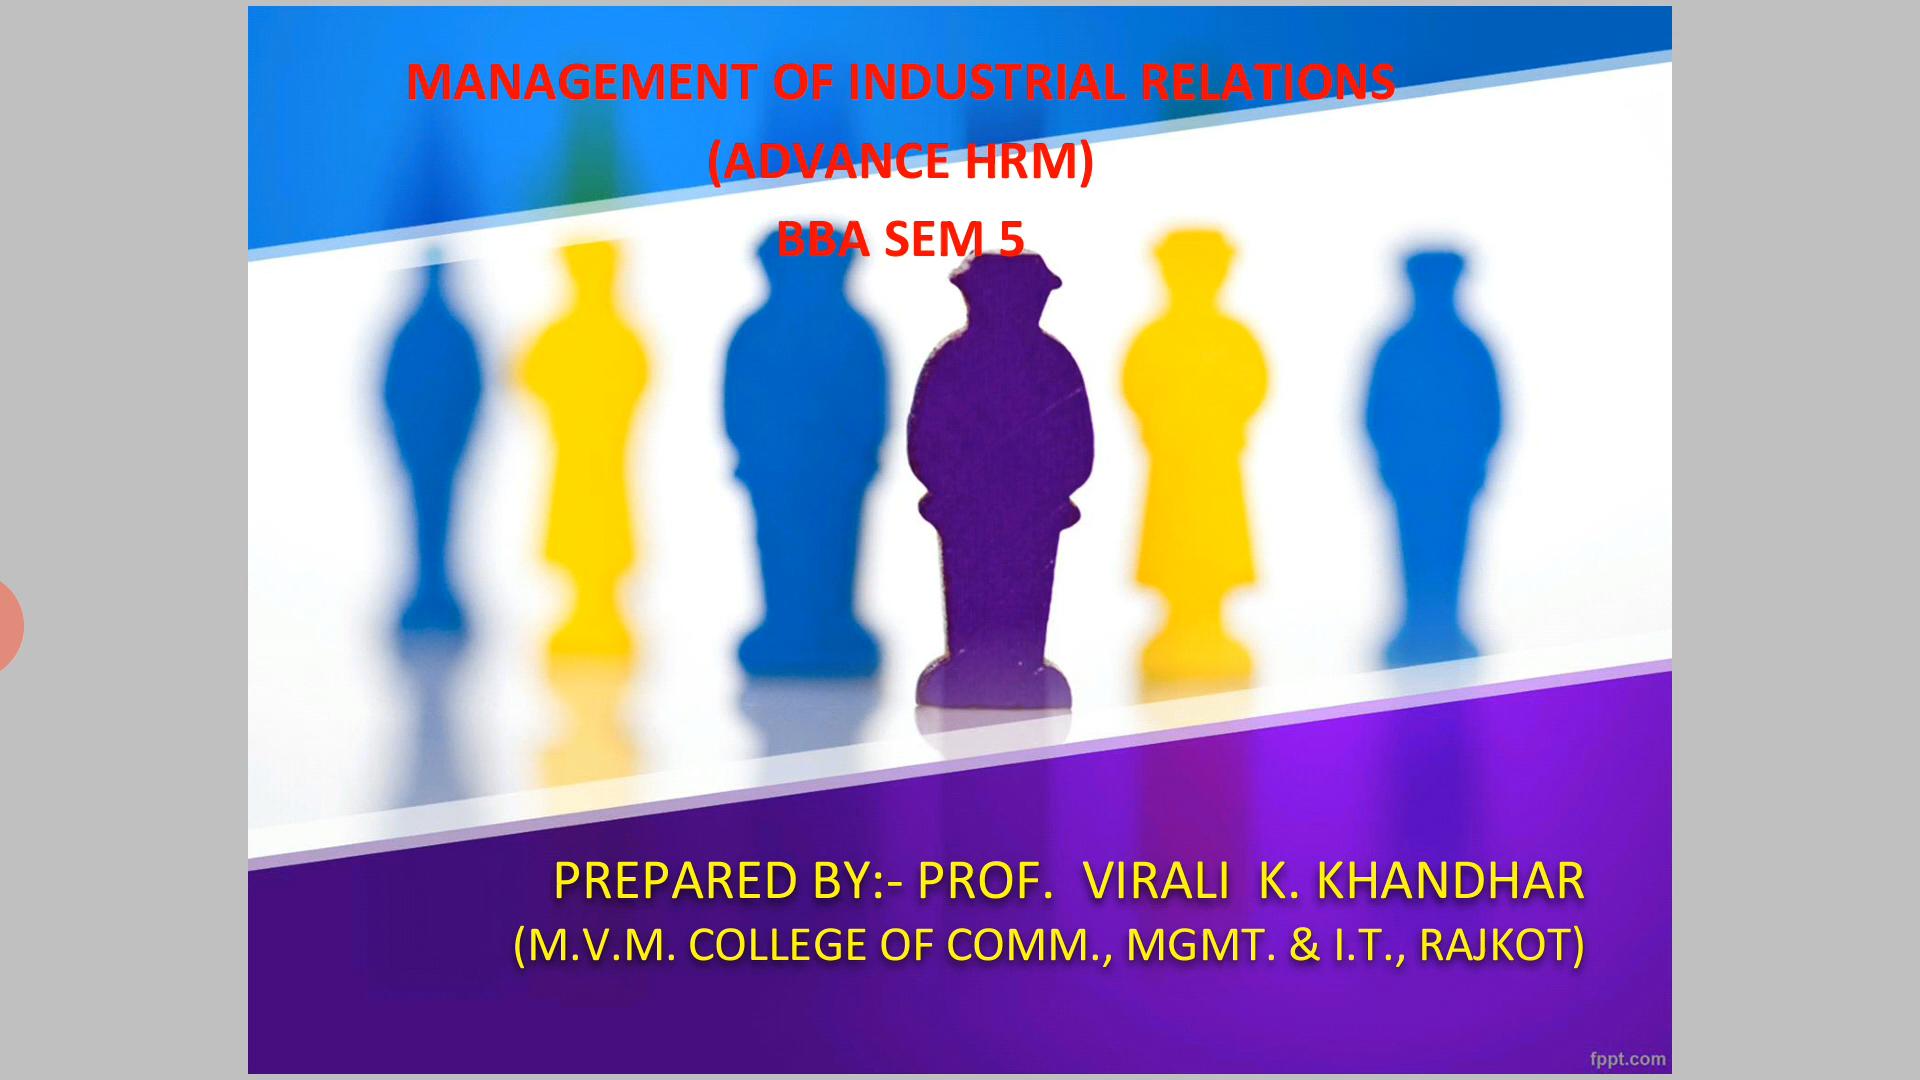 MANAGEMENT OF INDUSTRIAL RELATIONS
(ADVANCE HRM)
BBA SEM 5
PREPARED BY:- PROF. VIRALI K. KHANDHAR
(M.V.M. COLLEGE OF COMM., MGMT. & I.T., RAJKOT)
fppt.com